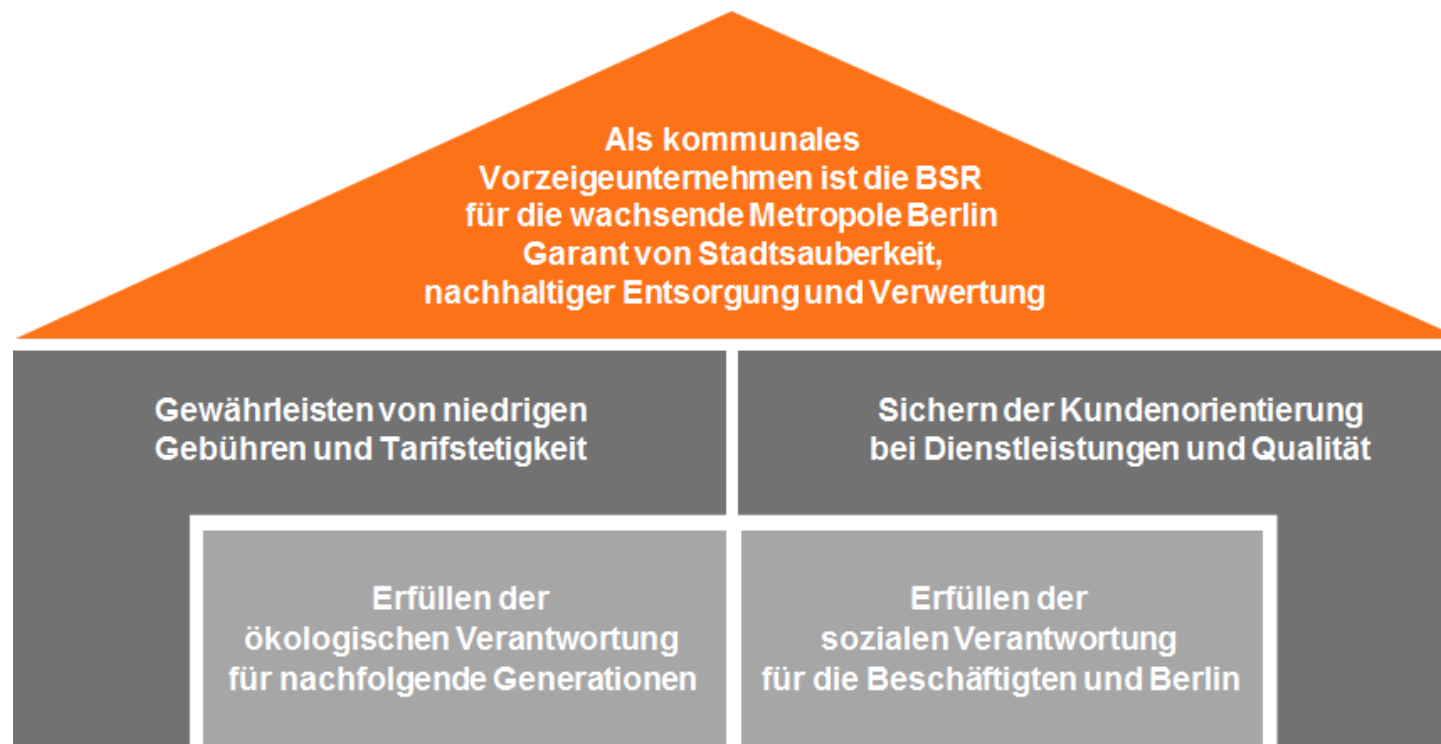 Als kommunales
Vorzeigeunternehmen ist die BSR
für die wachsende Metropole Berlin
Garant von Stadtsauberkeit,
nachhaltiger Entsorgung und Verwertung
Gewährleisten von niedrigen
Gebühren und Tarifstetigkeit
Sichern der Kundenorientierung
bei Dienstleistungen und Qualität
Erfüllen der
ökologischen Verantwortung
für nachfolgende Generationen
Erfüllen der
sozialen Verantwortung
für die Beschäftigten und Berlin